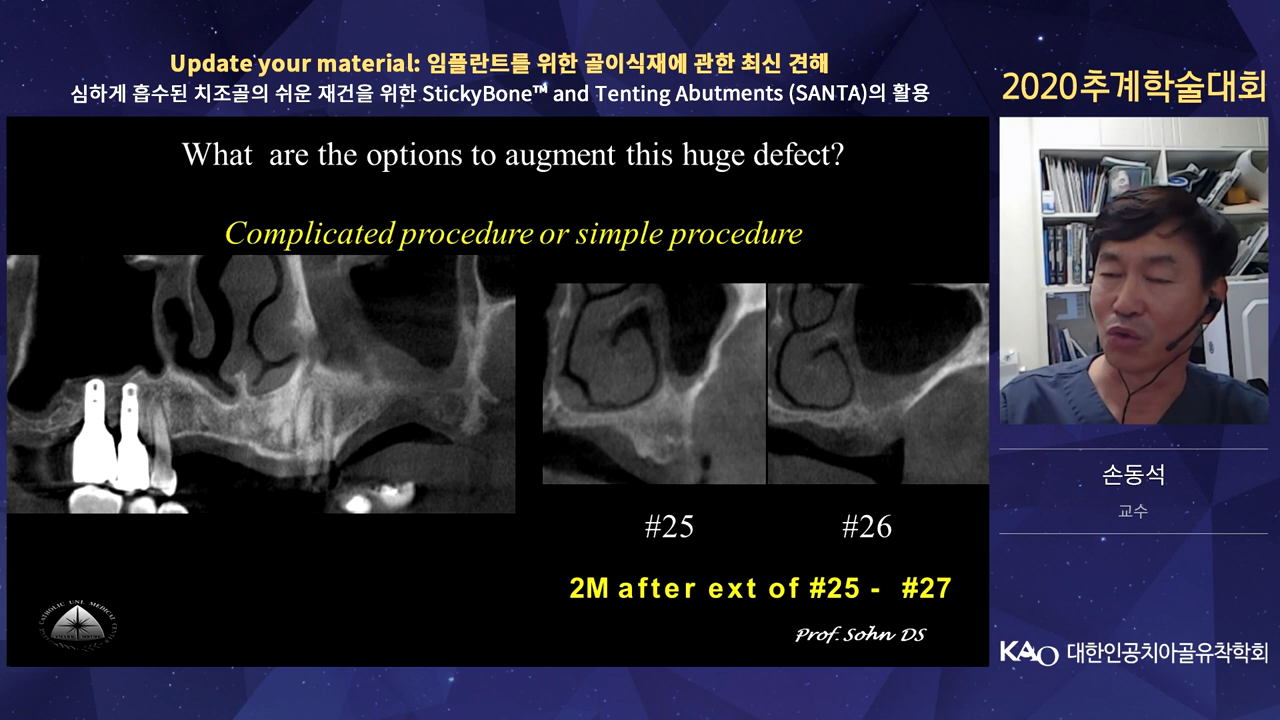 Update your material: 임플란트를 위한 골이식재에 관한 최신 견해
심하게 흡수된 치조골의 쉬운 재건을 위한 StickyBone™ and Tenting Abutments (SANTA)의 활용
2020추계학술대회
What are the options to augment this huge defect?
Complicated procedure or simple procedure
#25
#26
2M after ext of #25 - #27
Prof. Sohn DS
손동석
교수
KAO 대한인공치아골유착학회